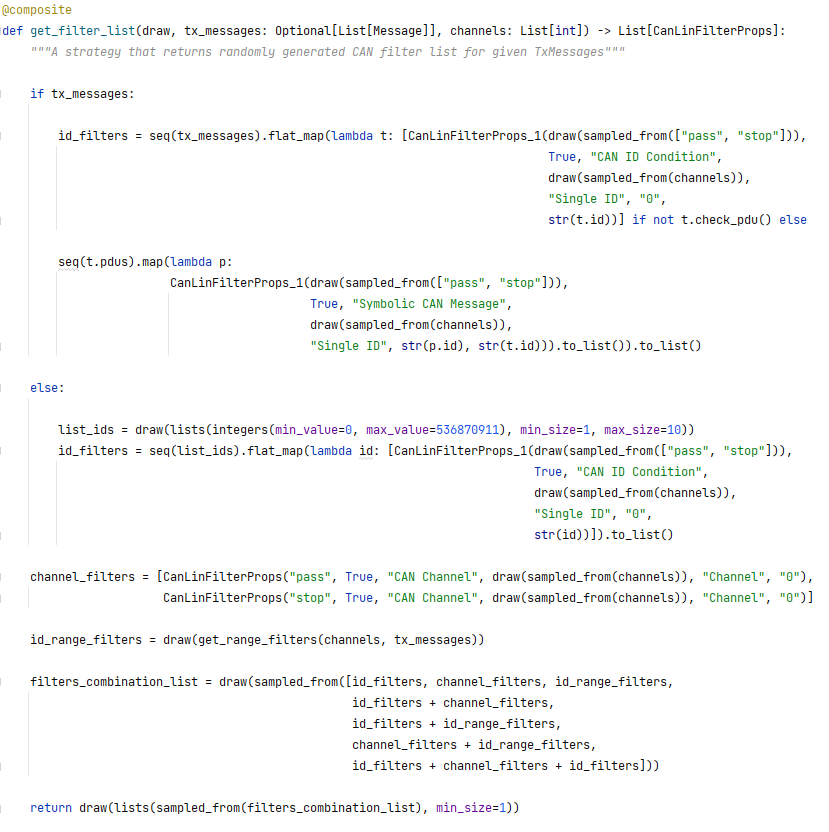 @composite
def get_filter_list(draw, tx_messages: Optional[List[Message]], channels: List[int]) -> List[CanLinFilterProps]:
"""A strategy that returns randomly generated CAN filter list for given TxMessages"""
if tx_messages:
id_filters = seq(tx_messages).flat_map(lambda t: [CanLinFilterProps_1(draw(sampled_from(["pass", "stop"])),
True, "CAN ID Condition",
draw(sampled_from(channels)),
"Single ID", "0",
str(t.id))] if not t.check_pdu() else
seq(t.pdus).map(lambda p:
CanLinFilterProps_1(draw(sampled_from(["pass", "stop"])),
True, "Symbolic CAN Message",
draw(sampled_from(channels)),
"Single ID", str(p.id), str(t.id))).to_list()).to_list()
else:
list_ids = draw(lists(integers(min_value=0, max_value=536870911), min_size=1, max_size=10))
id_filters = seq(list_ids).flat_map(lambda id: [CanLinFilterProps_1(draw(sampled_from(["pass", "stop"])),
True, "CAN ID Condition",
draw(sampled_from(channels)),
"Single ID", "0",
str(id))]).to_list()
channel_filters = [CanLinFilterProps("pass", True, "CAN Channel", draw(sampled_from(channels)), "Channel", "0"),
CanLinFilterProps("stop", True, "CAN Channel", draw(sampled_from(channels)), "Channel", "0")]
id_range_filters = draw(get_range_filters(channels, tx_messages))
filters_combination_list = draw(sampled_from([id_filters, channel_filters, id_range_filters,
id_filters + channel_filters,
id_filters + id_range_filters,
channel_filters + id_range_filters,
id_filters + channel_filters + id_filters]))
return draw(lists(sampled_from(filters_combination_list), min_size=1))